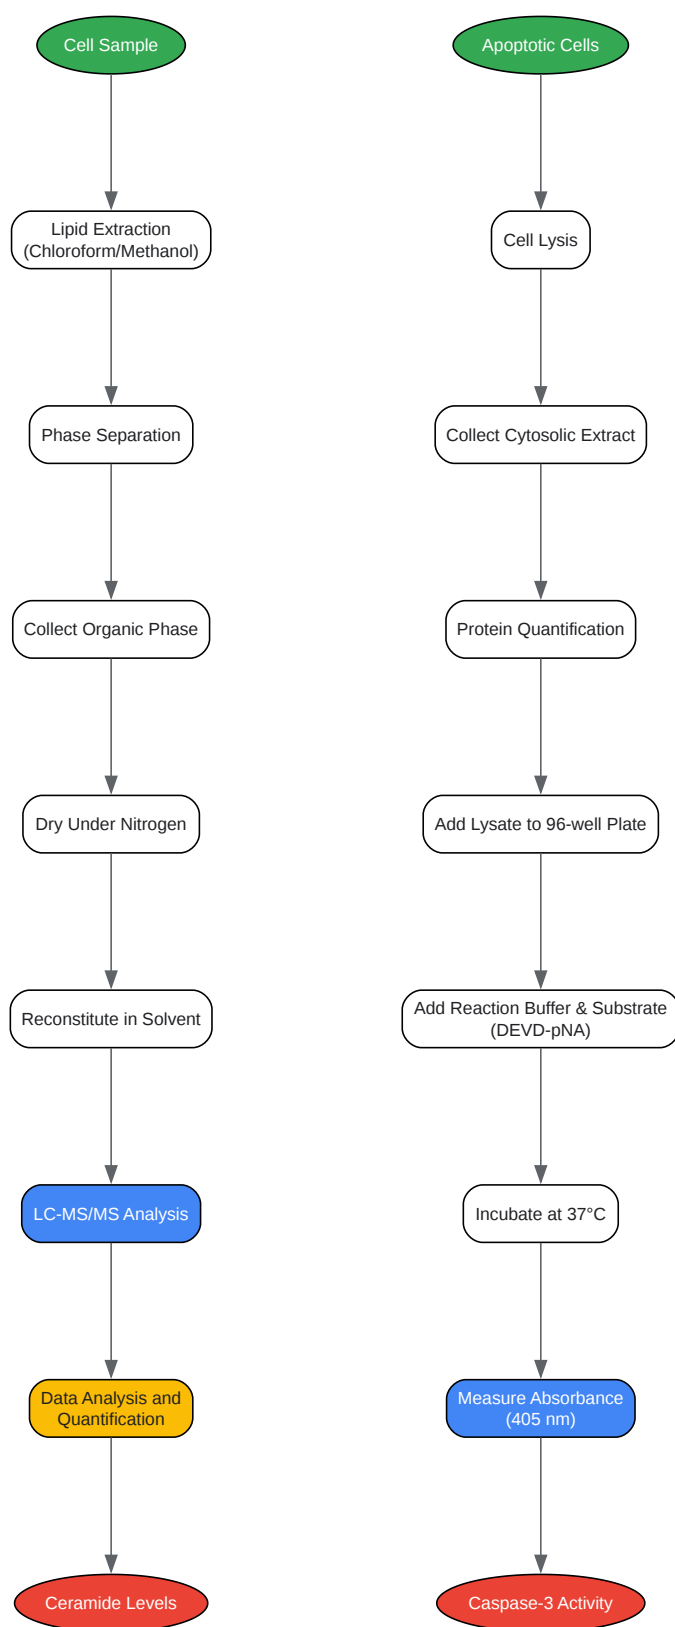 Cell Sample
Lipid Extraction
(Chloroform/Methanol)
Phase Separation
Collect Organic Phase
Dry Under Nitrogen
Reconstitute in Solvent
LC-MS/MS Analysis
Data Analysis and
Quantification
Ceramide Levels
Apoptotic Cells
Cell Lysis
Collect Cytosolic Extract
Protein Quantification
Add Lysate to 96-well Plate
Add Reaction Buffer & Substrate
(DEVD-pNA)
Incubate at 37°C
Measure Absorbance
(405 nm)
Caspase-3 Activity